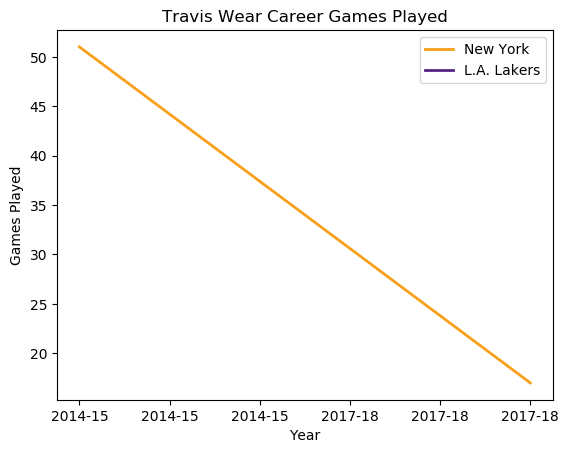 Travis Wear Career Games Played
New York
L.A. Lakers
50
45
40
35
30
25
20
Games Played
2014-15 2014-15 2014-15 2017-18 2017-18 2017-18
Year